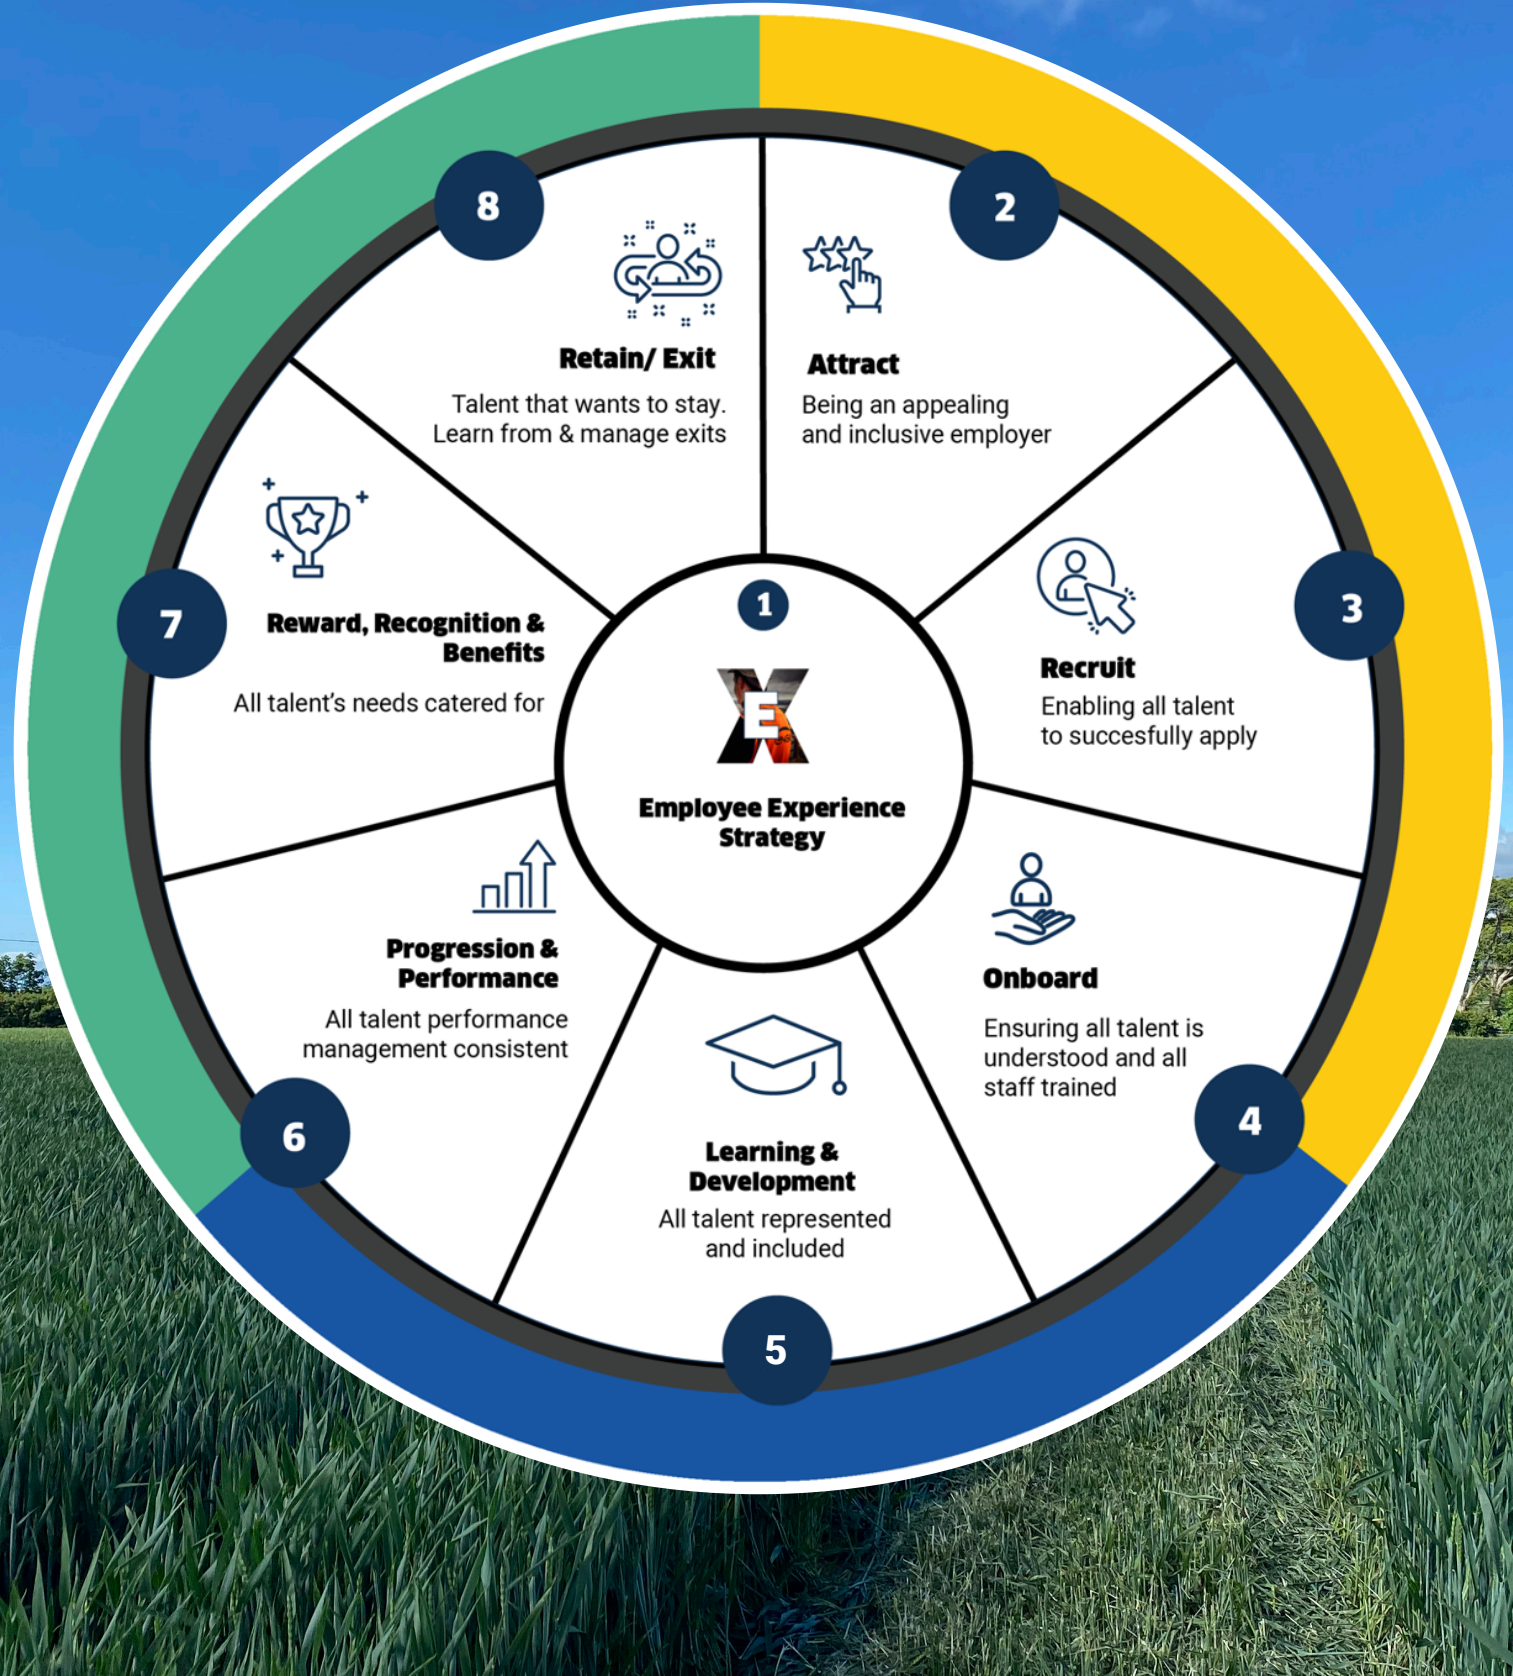 1
E
Employee Experience
Strategy
2
Attract
Being an appealing
and inclusive employer
3
Recruit
Enabling all talent
to succesfully apply
4
Onboard
Ensuring all talent is
understood and all
staff trained
5
Learning &
Development
All talent represented
and included
6
Progression &
Performance
All talent performance
management consistent
7
Reward, Recognition &
Benefits
All talent’s needs catered for
8
Retain/ Exit
Talent that wants to stay.
Learn from & manage exits